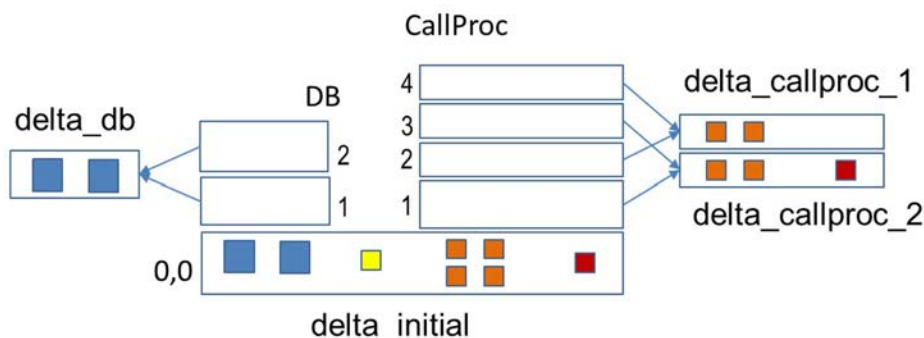 CallProc
4
delta_callproc_1
DB
3
delta_db
2
2
1
1
delta_callproc_2
0,0
delta_initial